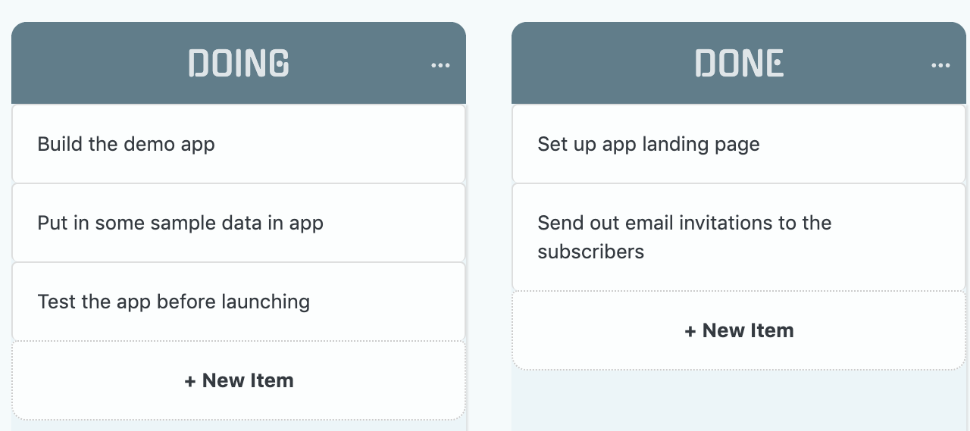 DOING
Build the demo app
Put in some sample data in app
Test the app before launching
+ New Item
DONE
Set up app landing page
Send out email invitations to the
subscribers
+ New Item